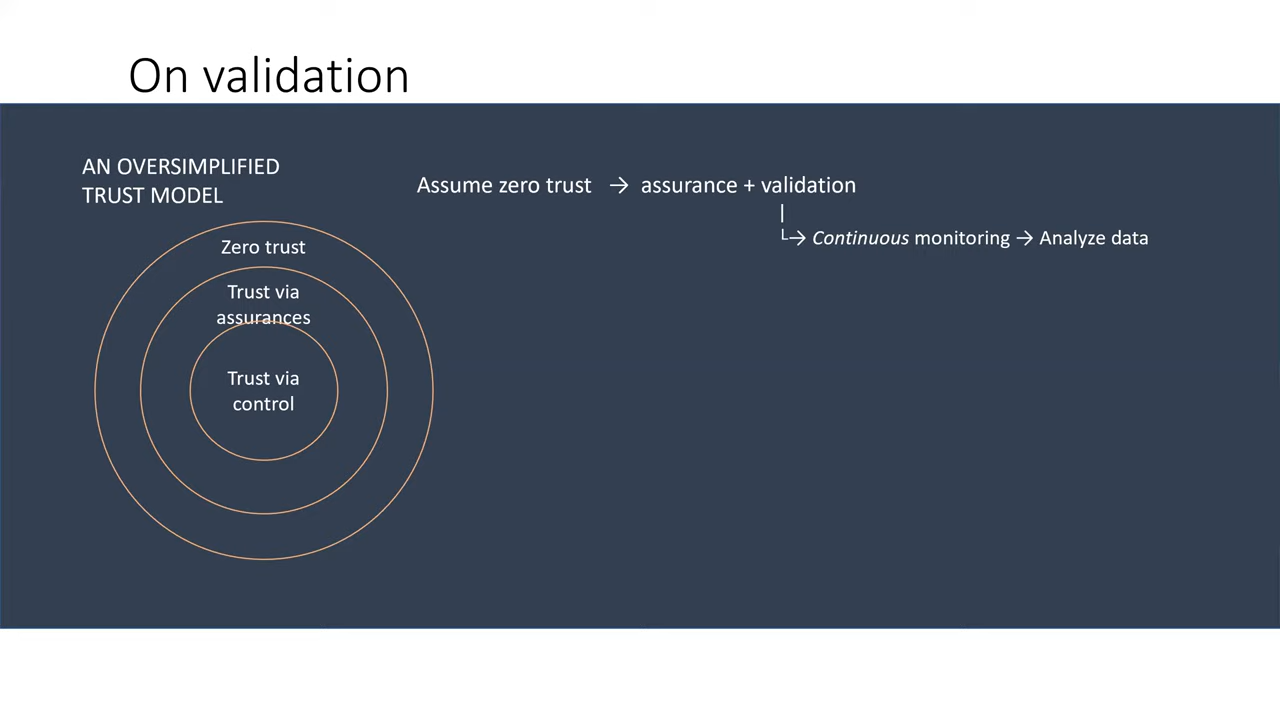 On validation
AN OVERSIMPLIFIED
TRUST MODEL
Zero trust
Trust via
assurances
Trust via
control
Assume zero trust → assurance + validation
|
└→ Continuous monitoring → Analyze data